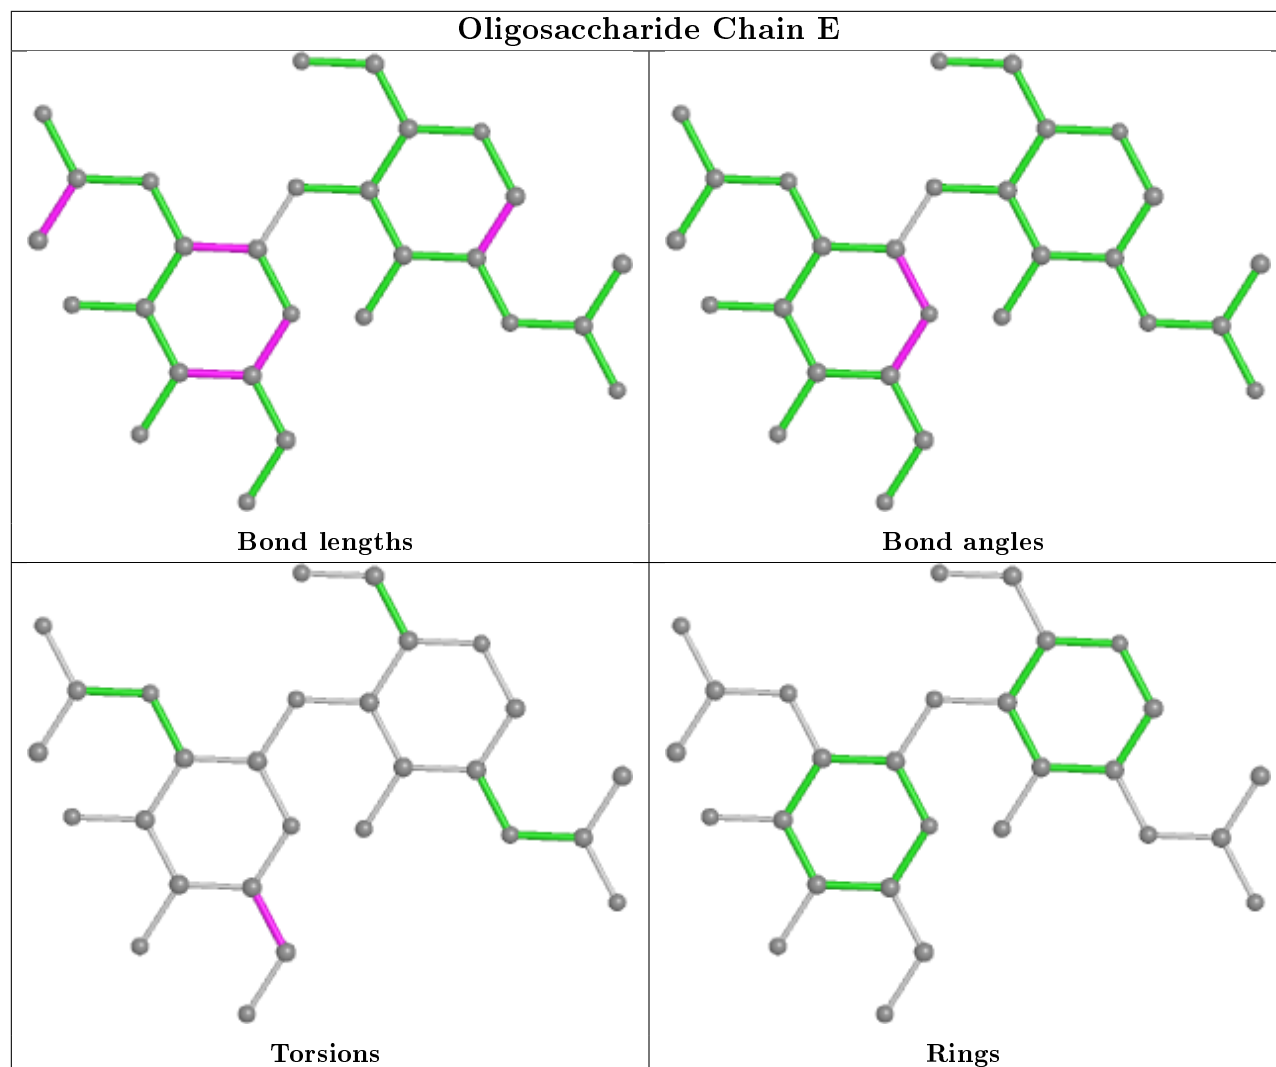 Oligosaccharide Chain E
Bond lengths
Bond angles
Torsions
Rings